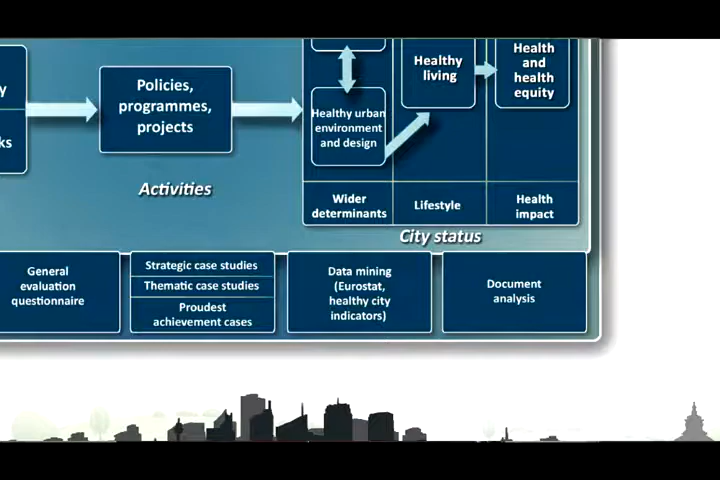 y
ks
Policies,
programmes,
projects
Activities
Healthy urban
environment
and design
Healthy
living
Health
and
health
equity
Wider
determinants
Lifestyle
Health
impact
City status
General
evaluation
questionnaire
Strategic case studies
Thematic case studies
Proudest
achievement cases
Data mining
(Eurostat,
healthy city
indicators)
Document
analysis